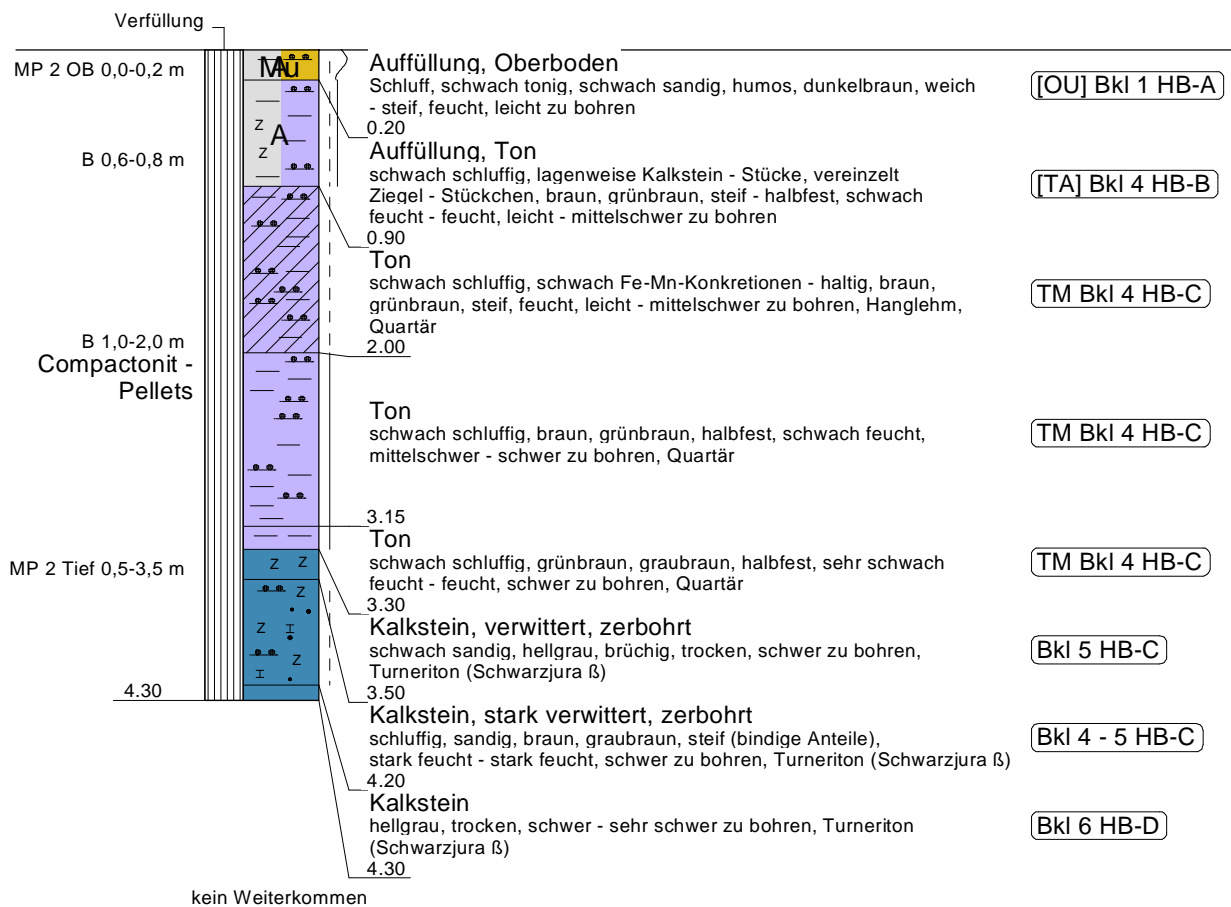 Verfüllung
MP 2 OB 0,0-0,2 m
Mu
A
Auffüllung, Oberboden
Schluff, schwach tonig, schwach sandig, humos, dunkelbraun, weich
- steif, feucht, leicht zu bohren
0.20
[OU] Bkl 1 HB-A
Z
Z
A
B 0,6-0,8 m
Auffüllung, Ton
schwach schluffig, lagenweise Kalkstein - Stücke, vereinzelt
Ziegel - Stückchen, braun, grünbraun, steif - halbfest, schwach
feucht - feucht, leicht - mittelschwer zu bohren
0.90
[TA] Bkl 4 HB-B
Ton
schwach schluffig, schwach Fe-Mn-Konkretionen - haltig, braun,
grünbraun, steif, feucht, leicht - mittelschwer zu bohren, Hanglehm,
Quartär
2.00
TM Bkl 4 HB-C
B 1,0-2,0 m
Compactonit -
Pellets
Ton
schwach schluffig, braun, grünbraun, halbfest, schwach feucht,
mittelschwer - schwer zu bohren, Quartär
3.15
TM Bkl 4 HB-C
MP 2 Tief 0,5-3,5 m
Ton
schwach schluffig, grünbraun, graubraun, halbfest, sehr schwach
feucht - feucht, schwer zu bohren, Quartär
3.30
TM Bkl 4 HB-C
Z Z
Z
Z I
Z
I
Kalkstein, verwittert, zerbohrt
schwach sandig, hellgrau, brüchig, trocken, schwer zu bohren,
Turneriton (Schwarzjura ß)
3.50
Bkl 5 HB-C
4.30
Kalkstein, stark verwittert, zerbohrt
schluffig, sandig, braun, graubraun, steif (bindige Anteile),
stark feucht - stark feucht, schwer zu bohren, Turneriton (Schwarzjura ß)
4.20
Bkl 4 - 5 HB-C
Kalkstein
hellgrau, trocken, schwer - sehr schwer zu bohren, Turneriton
(Schwarzjura ß)
4.30
Bkl 6 HB-D
kein Weiterkommen